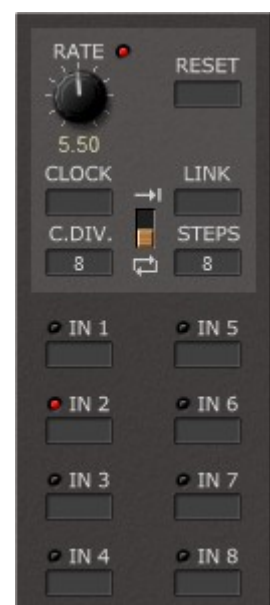 RATE
RESET
5.50
CLOCK LINK
C.DIV. STEPS
8 8
IN 1 IN 5
IN 2 IN 6
IN 3 IN 7
IN 4 IN 8